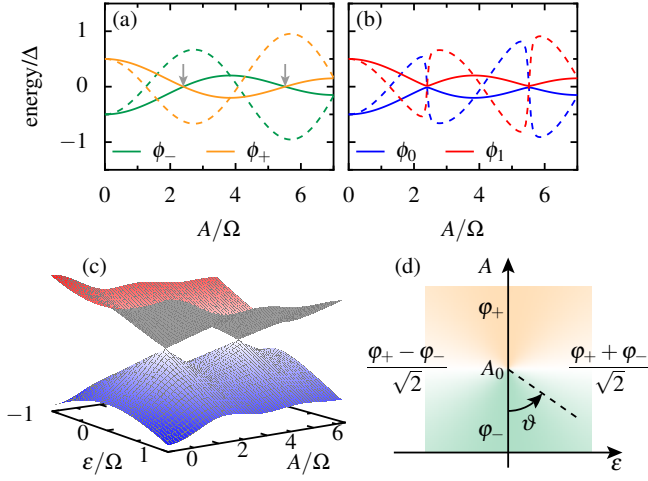 (a)
(b)
energy/Δ
1
0
−1
ϕ₋
ϕ₊
ϕ₀
ϕ₁
0 2 4 6
0 2 4 6
A/Ω
A/Ω
(c)
−1
0
1
ε/Ω
0
2
4
6
A/Ω
(d)
A
φ₊
(φ₊ − φ₋)/√2
A₀
(φ₊ + φ₋)/√2
φ₋
ϑ
ε